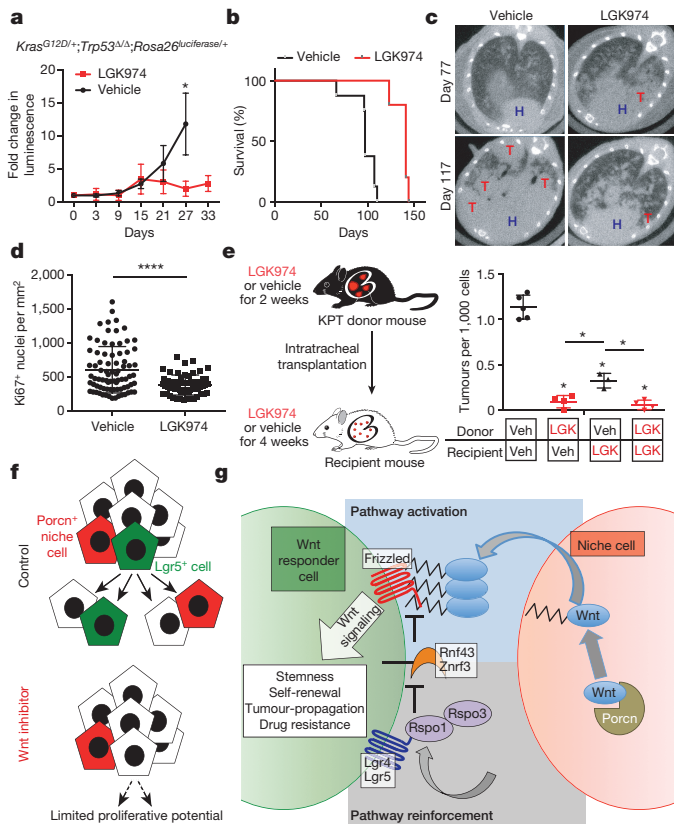 a
Kras^G12D/+;Trp53^Δ/Δ;Rosa26^luciferase/+
LGK974
Vehicle
Fold change in
luminescence
20
15
10
5
0
*
0 3 9 15 21 27 33
Days
b
Vehicle LGK974
Survival (%)
100
80
60
40
20
0
0 50 100 150
Days
c
Vehicle LGK974
Day 77
H
T
H
Day 117
T
T
T
H
T
H
d
Ki67+ nuclei per mm2
2,000
1,500
1,000
500
0
****
Vehicle LGK974
e
LGK974
or vehicle
for 2 weeks
KPT donor mouse
Intratracheal
transplantation
LGK974
or vehicle
for 4 weeks
Recipient mouse
Tumours per 1,000 cells
1.5
1.0
0.5
0
* *
* * *
Donor Veh LGK Veh LGK
Recipient Veh Veh LGK LGK
f
Porcn+
niche
cell
Lgr5+ cell
Control
Wnt inhibitor
Limited proliferative potential
g
Pathway activation
Wnt
responder
cell
Frizzled
Niche cell
Wnt
signaling
Wnt
Rnf43
Znrf3
Stemness
Self-renewal
Tumour-propagation
Drug resistance
Wnt
Porcn
Rspo3
Rspo1
Lgr4
Lgr5
Pathway reinforcement